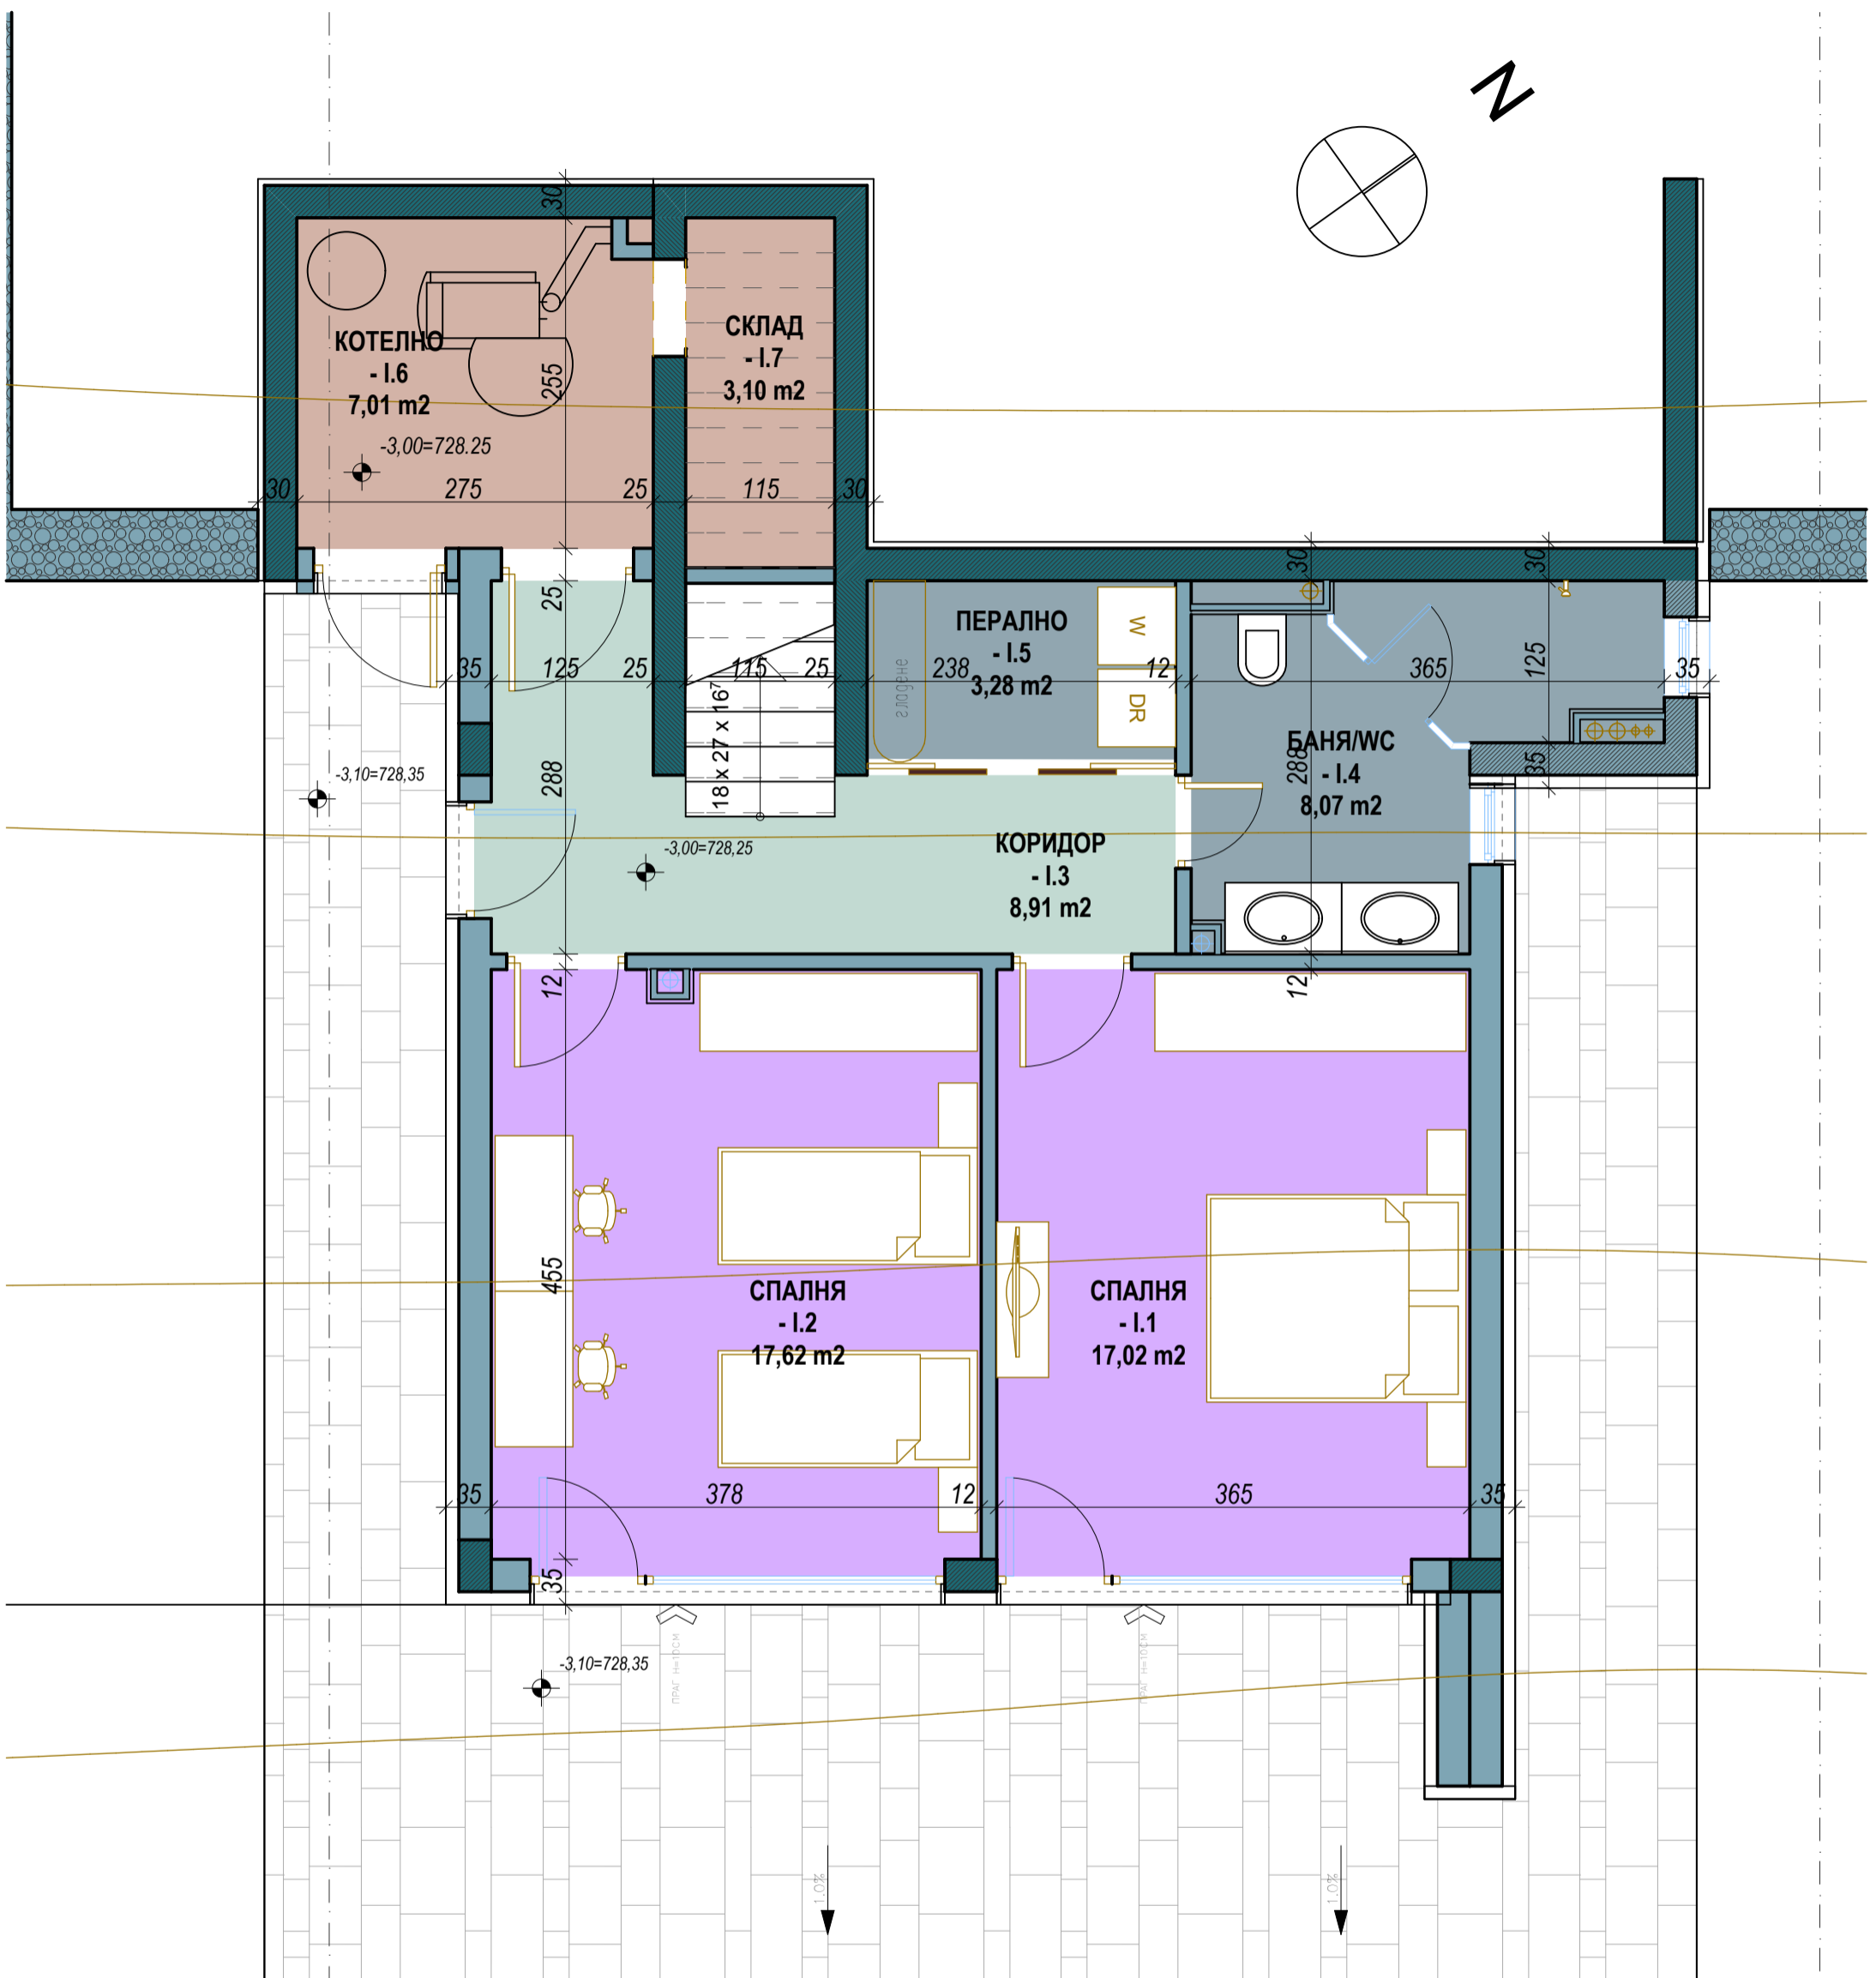 N
30
КОТЕЛНО
- I.6
7,01 m2
255
СКЛАД
- I.7
3,10 m2
-3,00=728.25
30
275
25
115
30
30
30
25
ПЕРАЛНО
- I.5
3,28 m2
W
DR
гладене
35
125
25
115
25
238
12
365
125
35
18 x 27 x 16⁷
БАНЯ/WC
- I.4
8,07 m2
288
288
35
-3,10=728,35
-3,00=728,25
КОРИДОР
- I.3
8,91 m2
12
12
455
СПАЛНЯ
- I.2
17,62 m2
СПАЛНЯ
- I.1
17,02 m2
35
378
12
365
35
35
-3,10=728,35
ПРАГ H=10СМ
ПРАГ H=10СМ
1.0%
1.0%